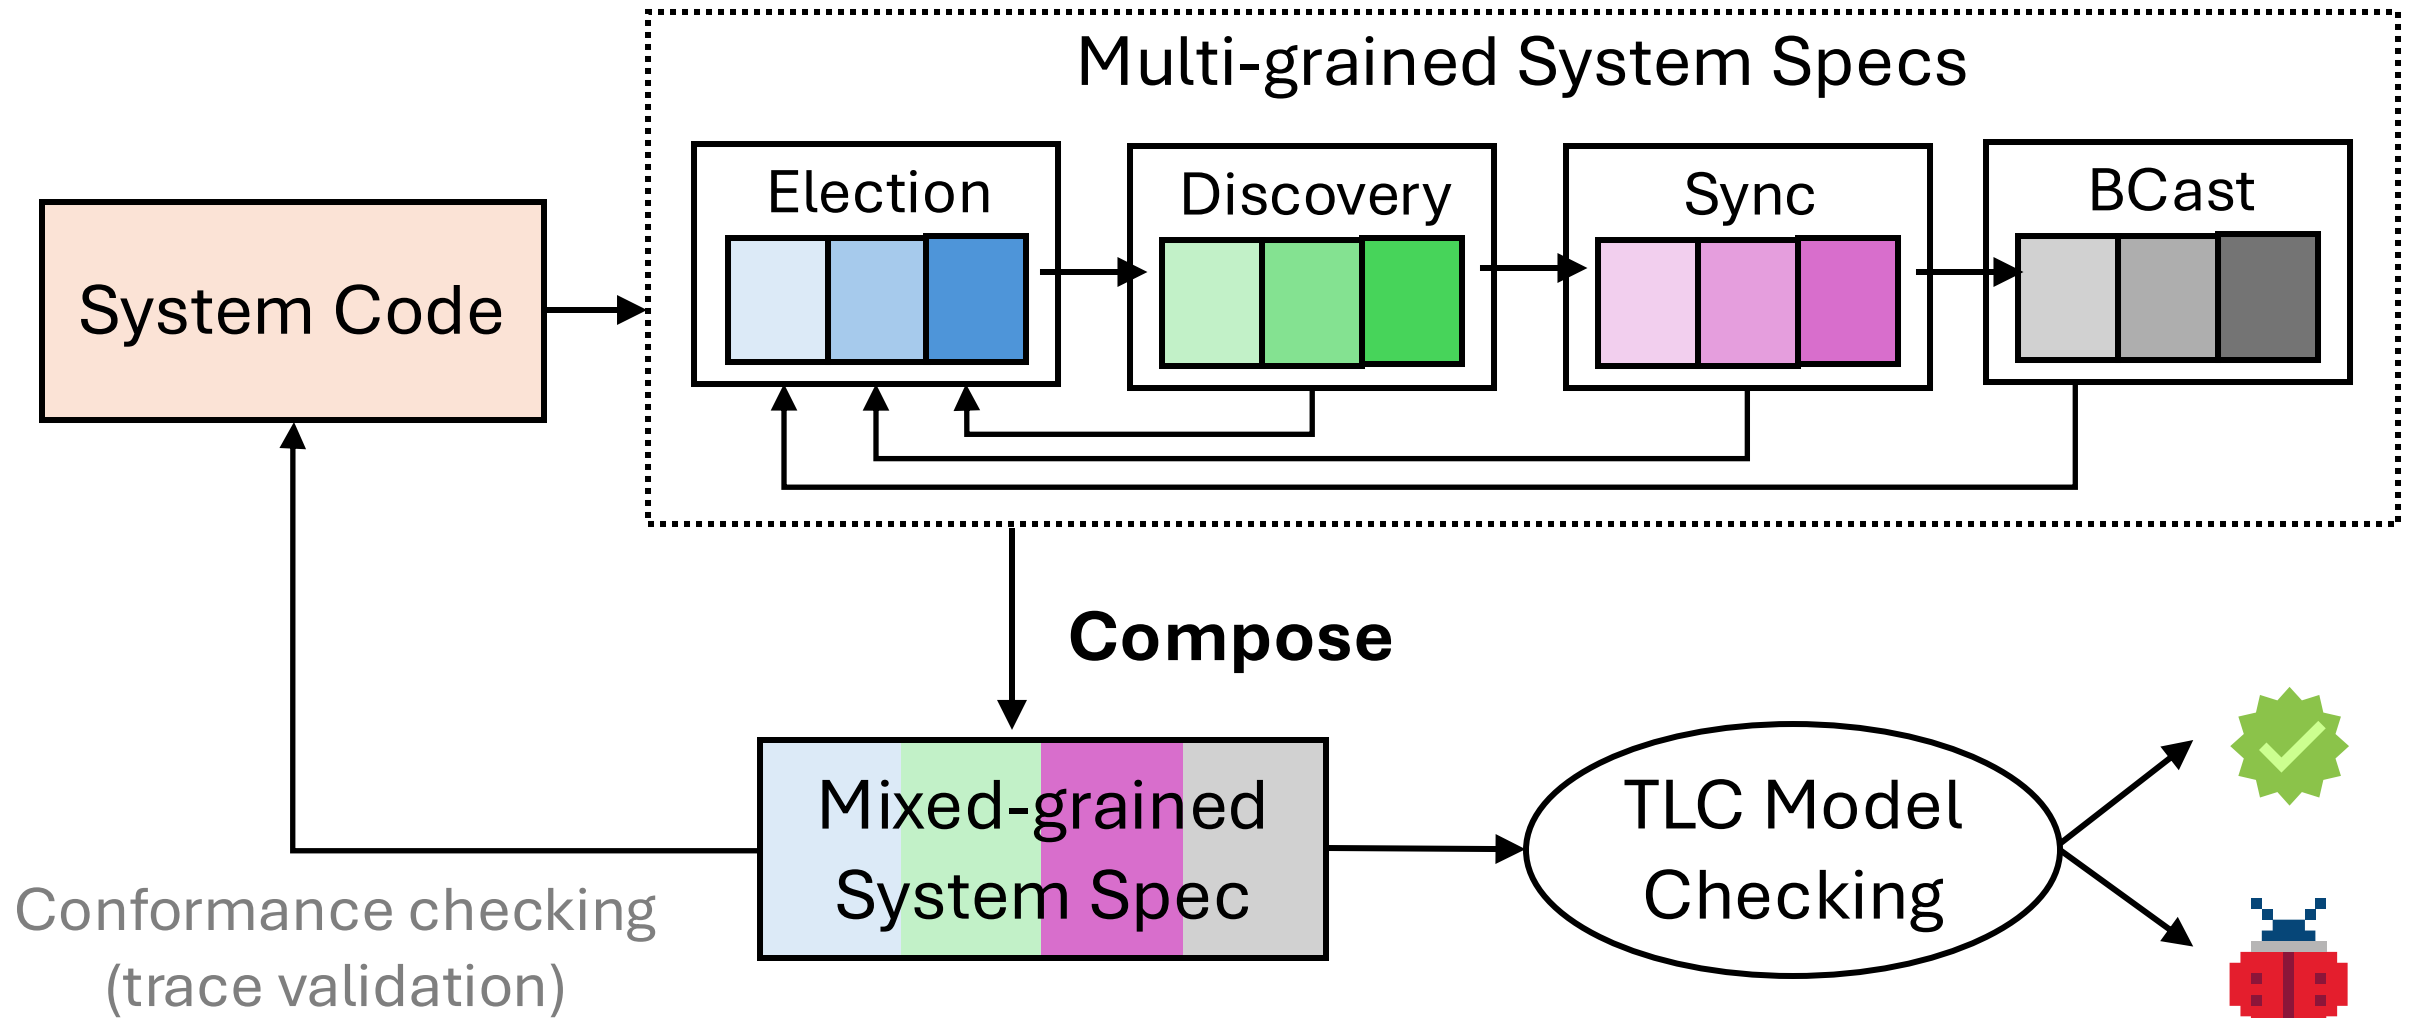 Multi-grained System Specs
Election
Discovery
Sync
BCast
System Code
Compose
Mixed-grained
System Spec
TLC Model
Checking
Conformance checking
(trace validation)